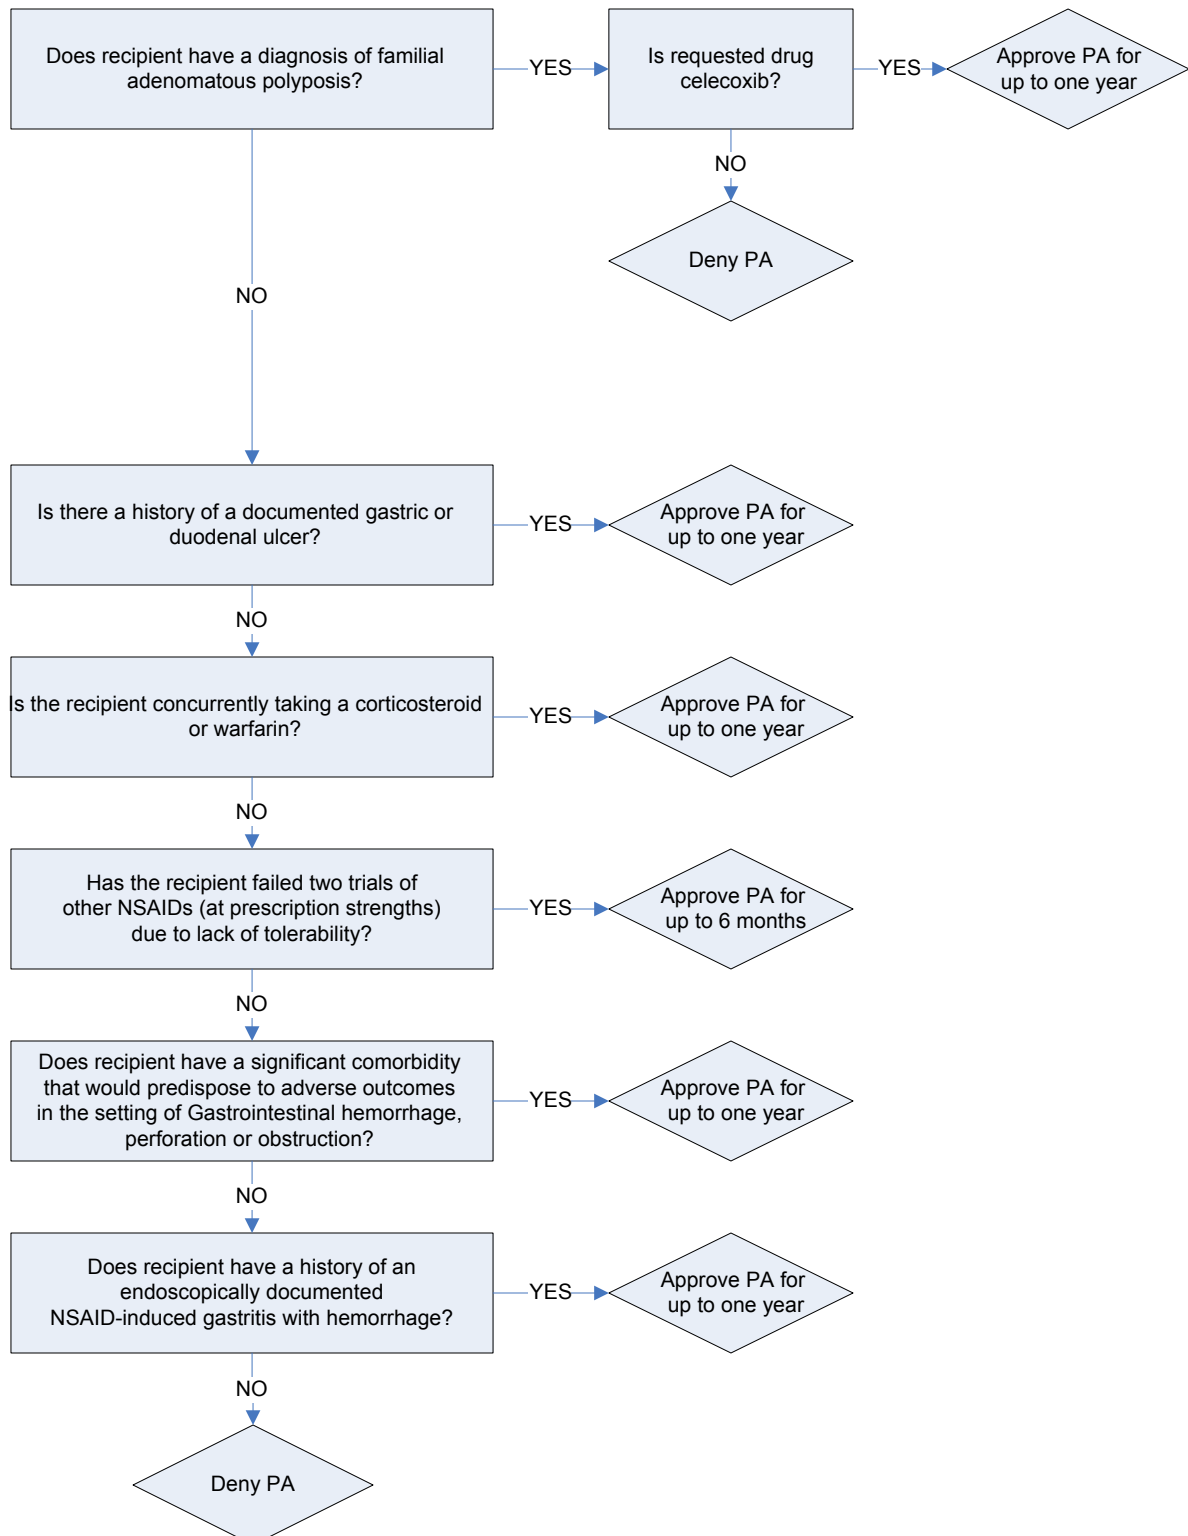 Does recipient have a diagnosis of familial
adenomatous polyposis?
YES
Is requested drug
celecoxib?
YES
Approve PA for
up to one year
NO
Deny PA
NO
Is there a history of a documented gastric or
duodenal ulcer?
YES
Approve PA for
up to one year
NO
Is the recipient concurrently taking a corticosteroid
or warfarin?
YES
Approve PA for
up to one year
NO
Has the recipient failed two trials of
other NSAIDs (at prescription strengths)
due to lack of tolerability?
YES
Approve PA for
up to 6 months
NO
Does recipient have a significant comorbidity
that would predispose to adverse outcomes
in the setting of Gastrointestinal hemorrhage,
perforation or obstruction?
YES
Approve PA for
up to one year
NO
Does recipient have a history of an
endoscopically documented
NSAID-induced gastritis with hemorrhage?
YES
Approve PA for
up to one year
NO
Deny PA